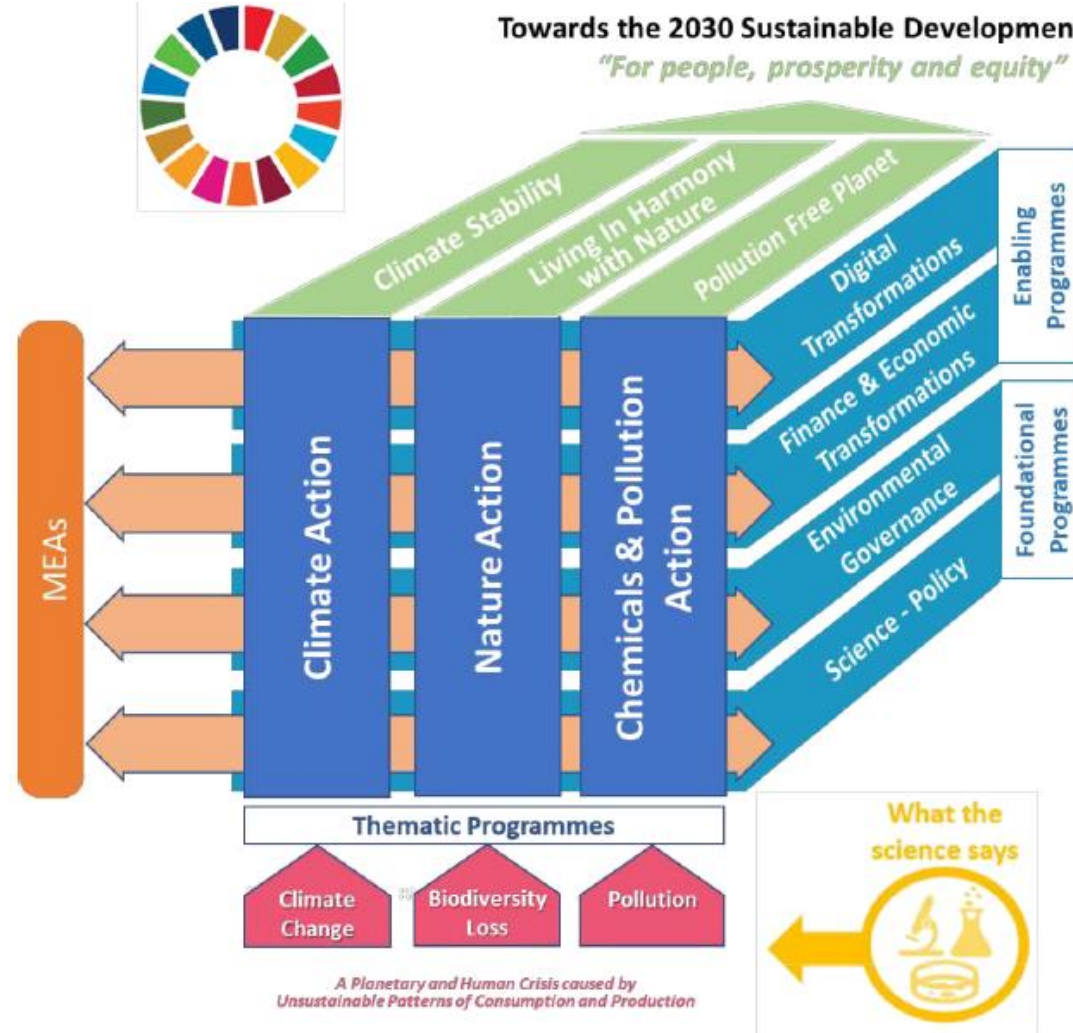 Towards the 2030 Sustainable Developmen
"For people, prosperity and equity"
Climate Stability
Living In Harmony
with Nature
Pollution Free Planet
Digital
Transformations
Finance & Economic
Transformations
Environmental
Governance
Science - Policy
Enabling
Programmes
Foundational
Programmes
MEAs
Climate Action
Nature Action
Chemicals & Pollution
Action
Thematic Programmes
Climate
Change
Biodiversity
Loss
Pollution
A Planetary and Human Crisis caused by
Unsustainable Patterns of Consumption and Production
What the
science says